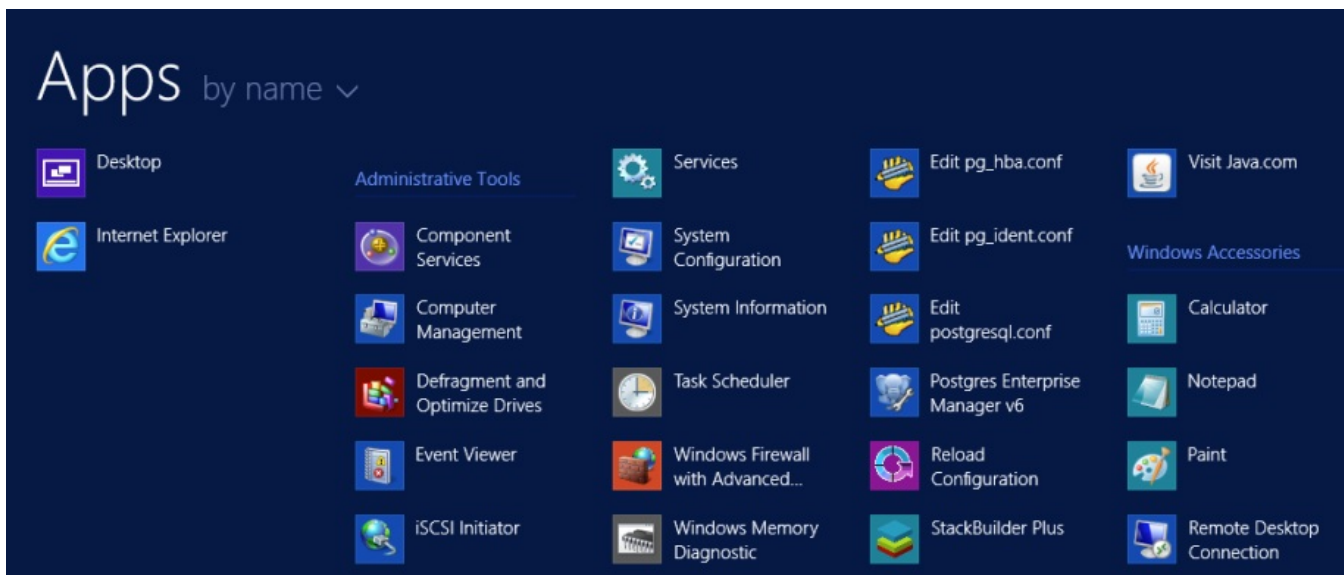 Apps by name
Desktop
Internet Explorer
Administrative Tools
Component
Services
Computer
Management
Defragment and
Optimize Drives
Event Viewer
iSCSI Initiator
Services
System
Configuration
System Information
Task Scheduler
Windows Firewall
with Advanced...
Windows Memory
Diagnostic
Edit pg_hba.conf
Edit pg_ident.conf
Edit
postgresql.conf
Postgres Enterprise
Manager v6
Reload
Configuration
StackBuilder Plus
Visit Java.com
Windows Accessories
Calculator
Notepad
Paint
Remote Desktop
Connection